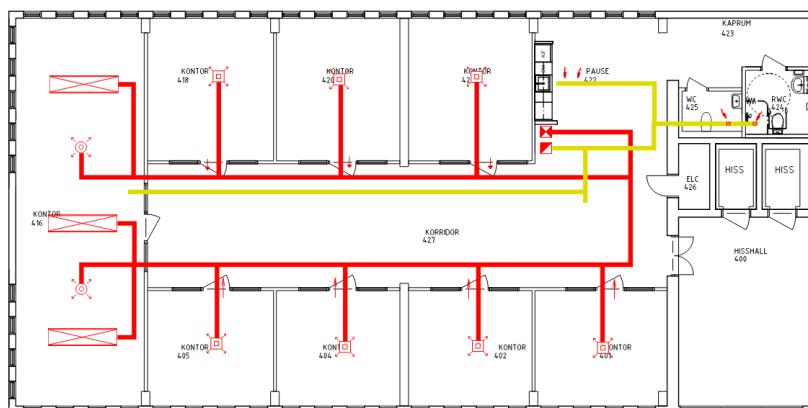 KAPRUM
423
KONTOR
418
KONTOR
420
KONTOR
PAUSE
422
WC
425
RWC
424
ELC
426
HISS
HISS
KONTOR
416
KORRIDOR
427
HISSHALL
400
KONTOR
405
KONTOR
404
KONTOR
402
KONTOR
401